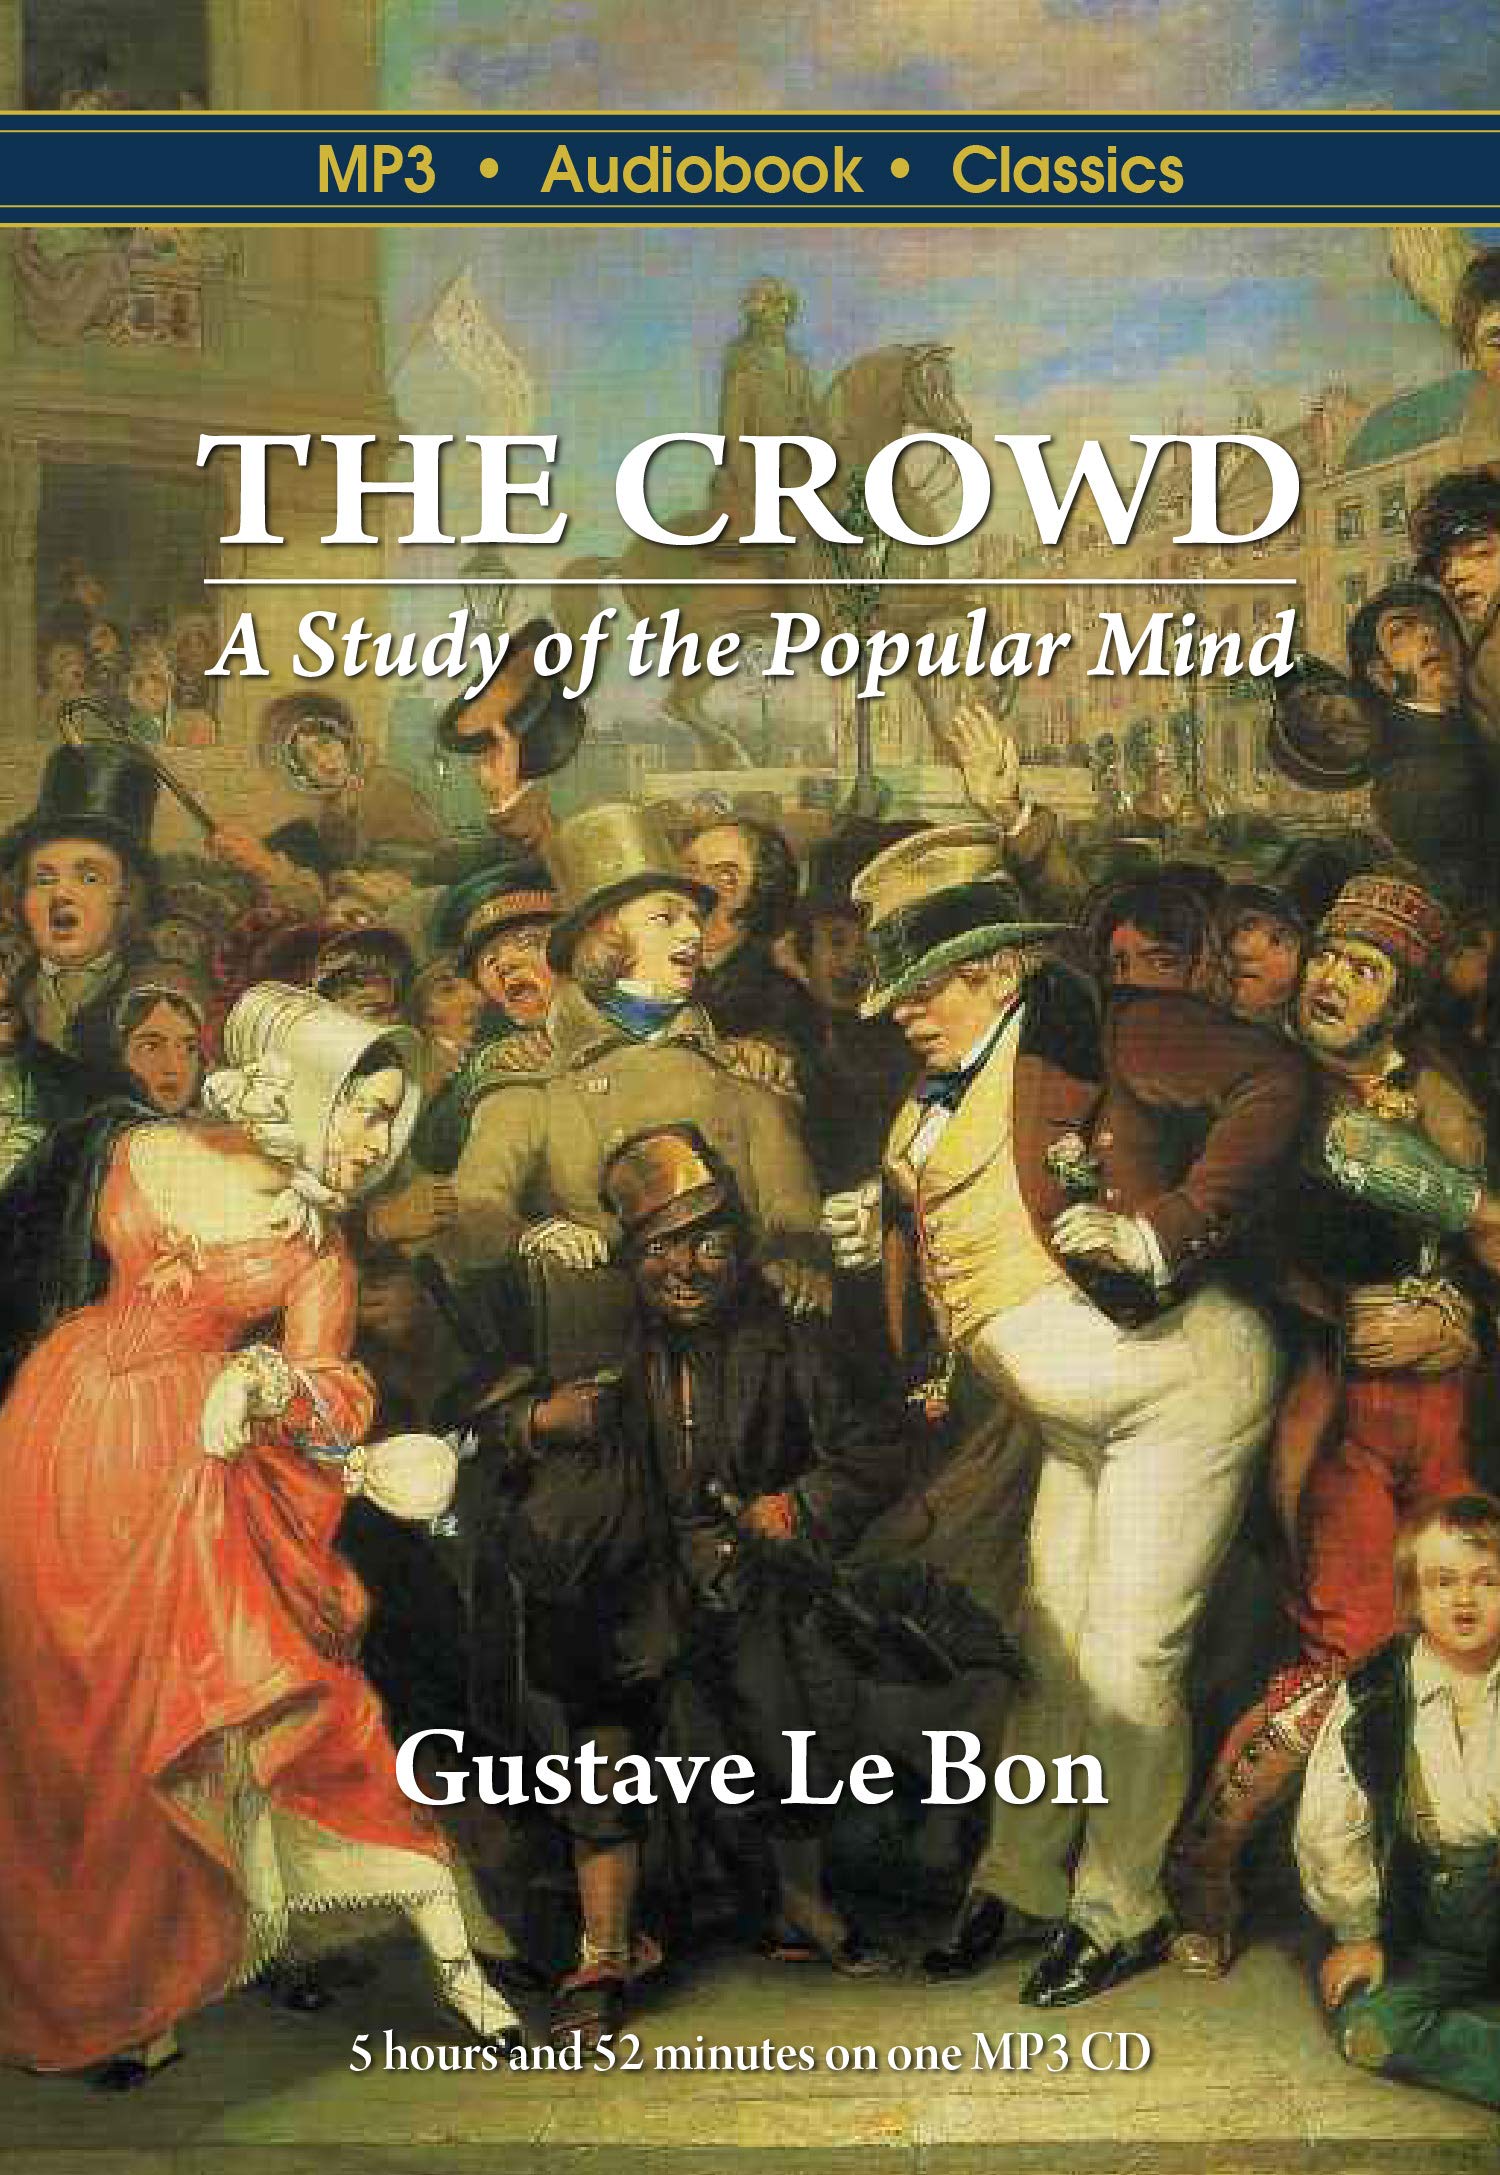 MP3 • Audiobook • Classics
THE CROWD
A Study of the Popular Mind
Gustave Le Bon
5 hours and 52 minutes on one MP3 CD